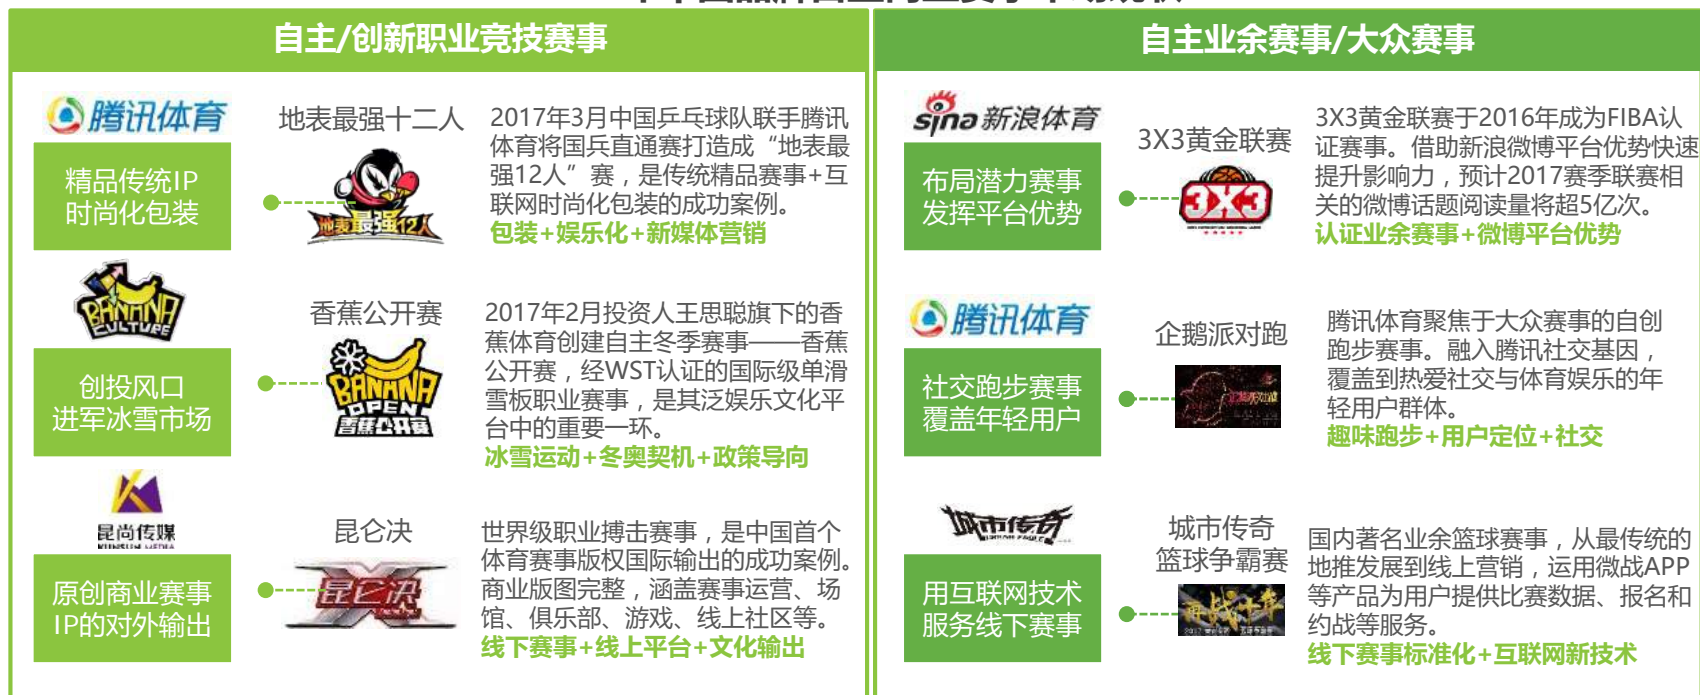 自主/创新职业竞技赛事
腾讯体育
精品传统IP
时尚化包装
地表最强十二人
地表最强12人
2017年3月中国乒乓球队联手腾讯
体育将国兵直通赛打造成“地表最
强12人”赛，是传统精品赛事+互
联网时尚化包装的成功案例。
包装+娱乐化+新媒体营销
BANANA
CULTURE
创投风口
进军冰雪市场
香蕉公开赛
BANANA
OPEN
香蕉公开赛
2017年2月投资人王思聪旗下的香
蕉体育创建自主冬季赛事——香蕉
公开赛，经WST认证的国际级单滑
雪板职业赛事，是其泛娱乐文化平
台中的重要一环。
冰雪运动+冬奥契机+政策导向
昆尚传媒
KUNSUN MEDIA
原创商业赛事
IP的对外输出
昆仑决
昆仑决
世界级职业搏击赛事，是中国首个
体育赛事版权国际输出的成功案例。
商业版图完整，涵盖赛事运营、场
馆、俱乐部、游戏、线上社区等。
线下赛事+线上平台+文化输出
自主业余赛事/大众赛事
sina新浪体育
布局潜力赛事
发挥平台优势
3X3黄金联赛
3X3
3X3黄金联赛于2016年成为FIBA认
证赛事。借助新浪微博平台优势快速
提升影响力，预计2017赛季联赛相
关的微博话题阅读量将超5亿次。
认证业余赛事+微博平台优势
腾讯体育
社交跑步赛事
覆盖年轻用户
企鹅派对跑
腾讯体育聚焦于大众赛事的自创
跑步赛事。融入腾讯社交基因，
覆盖到热爱社交与体育娱乐的年
轻用户群体。
趣味跑步+用户定位+社交
城市传奇
用互联网技术
服务线下赛事
城市传奇
篮球争霸赛
再战十年
国内著名业余篮球赛事，从最传统的
地推发展到线上营销，运用微战APP
等产品为用户提供比赛数据、报名和
约战等服务。
线下赛事标准化+互联网新技术